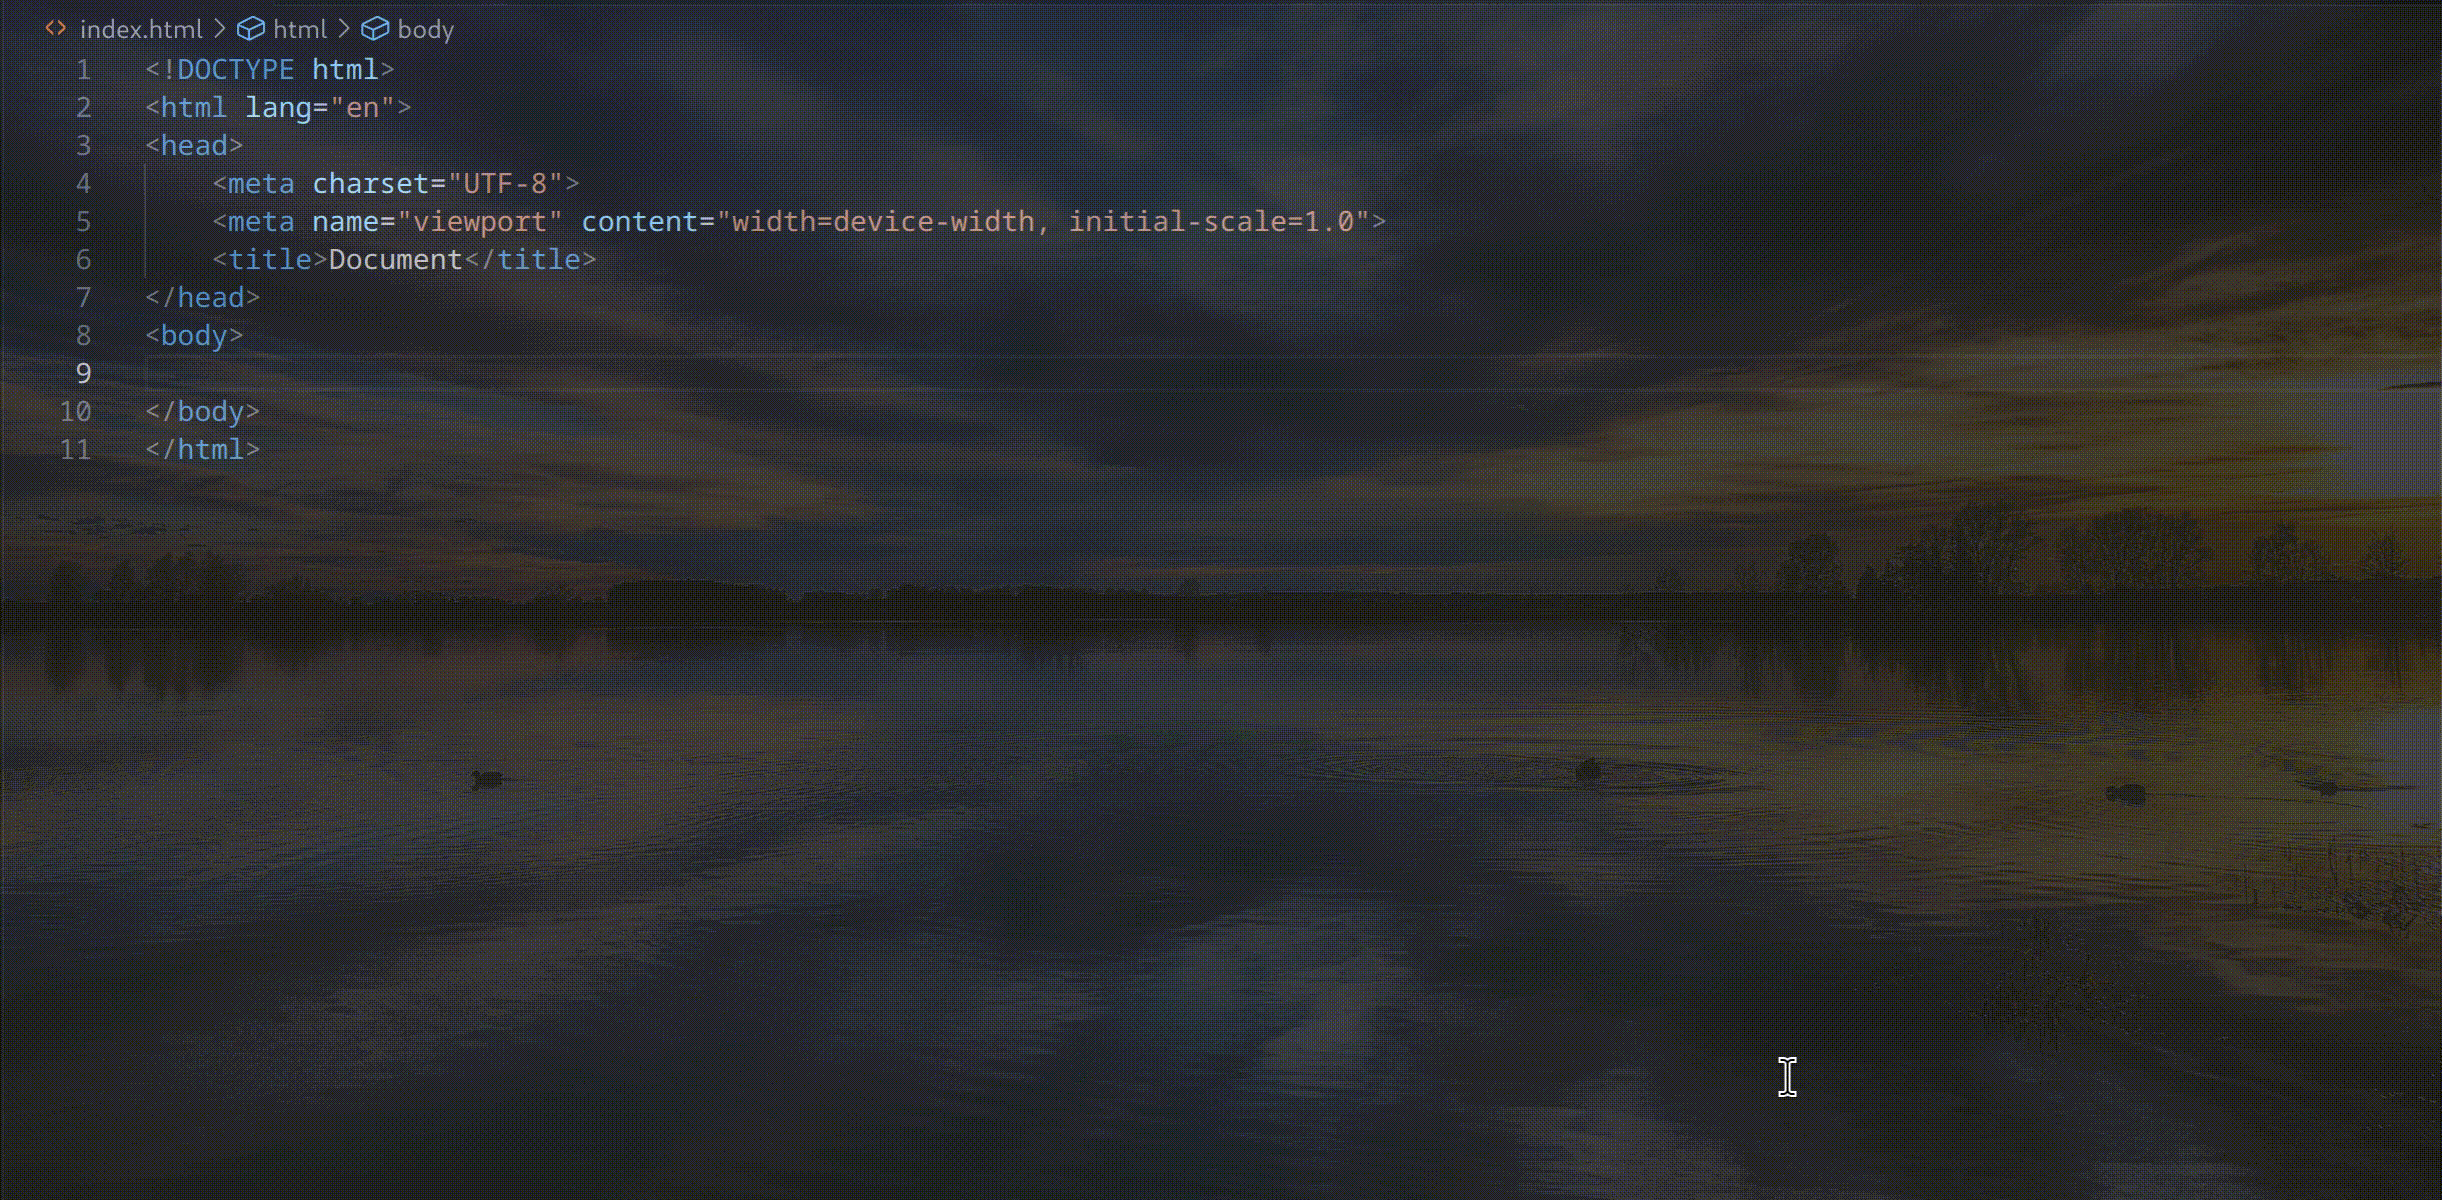 index.html > html > body
1 <!DOCTYPE html>
2 <html lang="en">
3 <head>
4     <meta charset="UTF-8">
5     <meta name="viewport" content="width=device-width, initial-scale=1.0">
6     <title>Document</title>
7 </head>
8 <body>
9
10 </body>
11 </html>